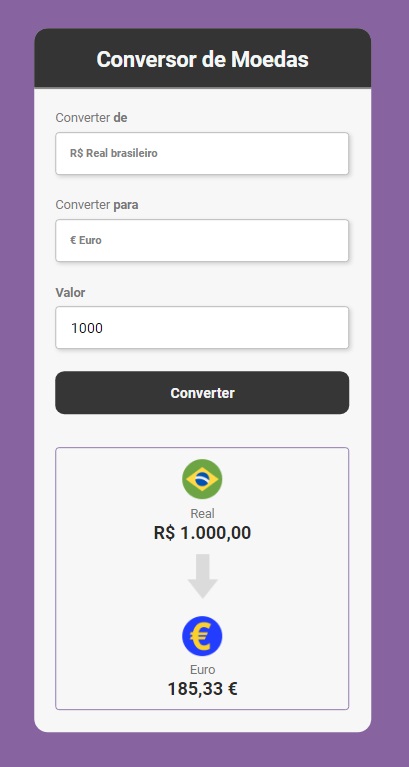 Conversor de Moedas
Converter de
R$ Real brasileiro
Converter para
€ Euro
Valor
1000
Converter
Real
R$ 1.000,00
€
Euro
185,33 €